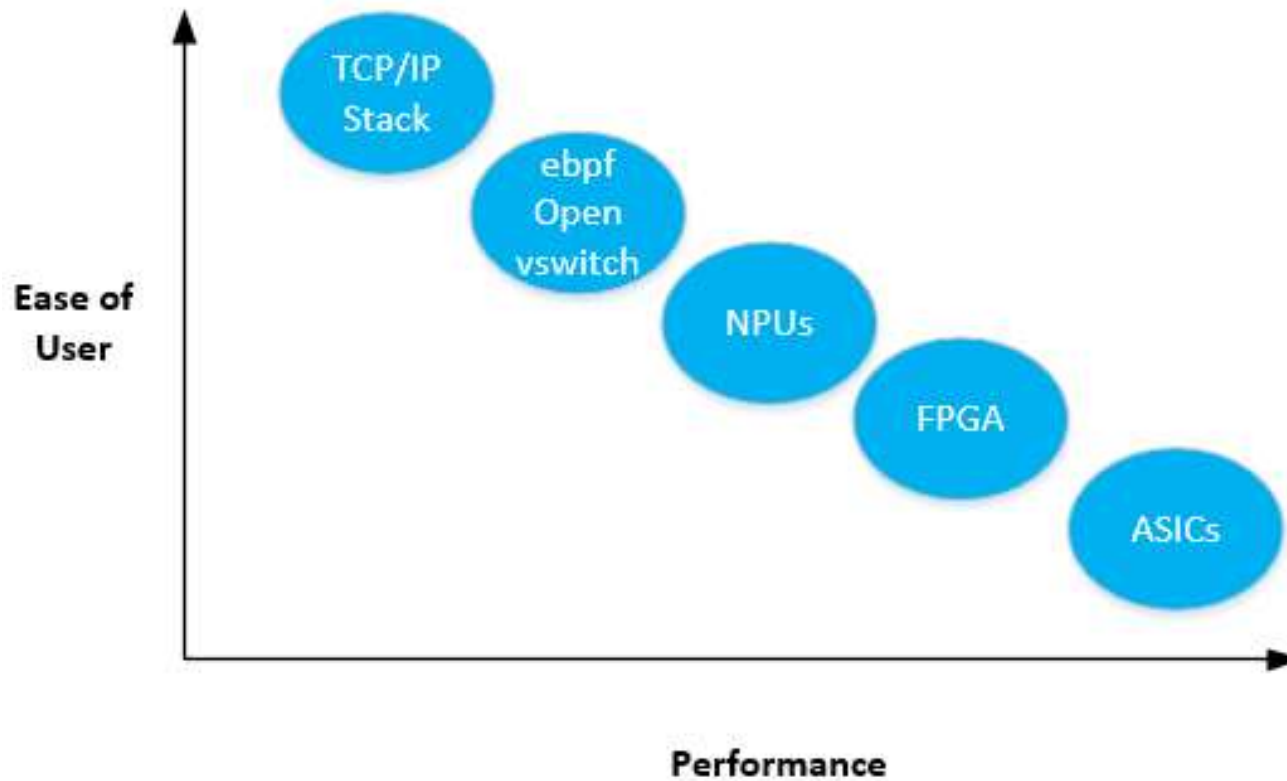 TCP/IP
Stack
ebpf
Open
vswitch
NPUs
FPGA
ASICs
Ease of
User
Performance